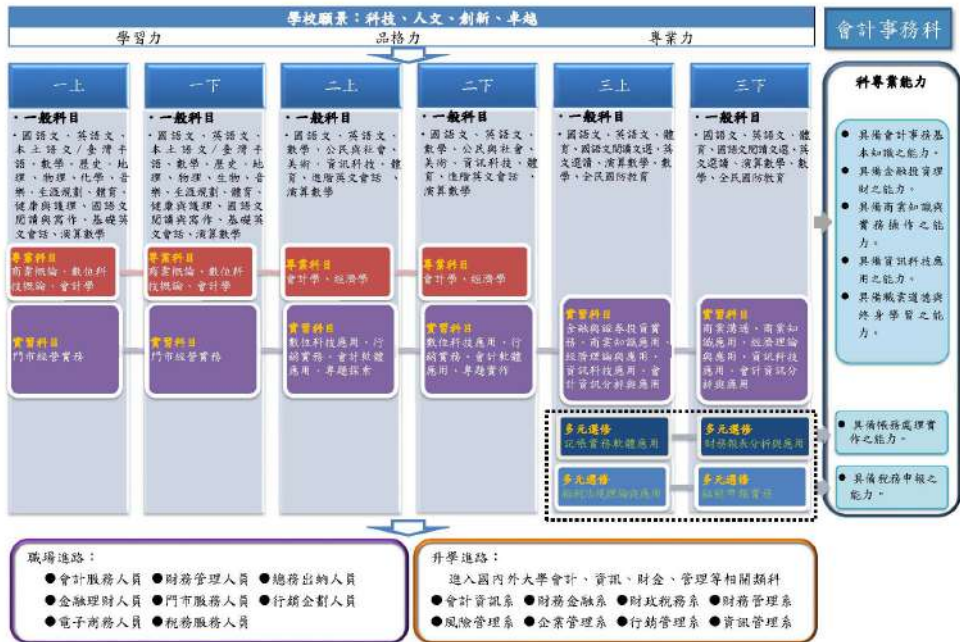 學校願景：科技、人文、創新、卓越
學習力
品格力
專業力
會計事務科
一上
・一般科目
・國語文、英語文、
本土語文/臺灣手
語、數學、歷史、地
理、物理、化學、音
樂、生涯規劃、體育、
健康與護理、國語文
閱讀與寫作、基礎英
文會話、演算數學
專業科目
商業概論、數位科
技概論、會計學
實習科目
門市經營實務
一下
・一般科目
・國語文、英語文、
本土語文/臺灣手
語、數學、歷史、地
理、物理、生物、音
樂、生涯規劃、體育、
健康與護理、國語文
閱讀與寫作、基礎英
文會話、演算數學
專業科目
商業概論、數位科
技概論、會計學
實習科目
門市經營實務
二上
・一般科目
・國語文、英語文、
數學、公民與社會、
美術、資訊科技、體
育、進階英文會話、
演算數學
專業科目
會計學、經濟學
實習科目
數位科技應用、行
銷實務、會計軟體
應用、專題探索
二下
・一般科目
・國語文、英語文、
數學、公民與社會、
美術、資訊科技、體
育、進階英文會話、
演算數學
專業科目
會計學、經濟學
實習科目
數位科技應用、行
銷實務、會計軟體
應用、專題實作
三上
・一般科目
・國語文、英語文、體
育、國語文閱讀文選、英
文選讀、演算數學、數
學、全民國防教育
實習科目
金融與證券投資實
務、商業知識應用、
經濟理論與應用、
資訊科技應用、會
計資訊分析與應用
多元選修
記帳實務軟體應用
多元選修
稅務法規理論與應用
三下
・一般科目
・國語文、英語文、體
育、國語文閱讀文選、英
文選讀、演算數學、數
學、全民國防教育
實習科目
商業溝通、商業知
識應用、經濟理論
與應用、資訊科技
應用、會計資訊分
析與應用
多元選修
財務報表分析與應用
多元選修
租稅申報實務
科專業能力
● 具備會計事務基
本知識之能力。
● 具備金融投資理
財之能力。
● 具備商業知識與
實務操作之能
力。
● 具備資訊科技應
用之能力。
● 具備職業道德與
終身學習之能
力。
● 具備帳務處理實
作之能力。
● 具備稅務申報之
能力。
職場進路：
●會計服務人員 ●財務管理人員 ●總務出納人員
●金融理財人員 ●門市服務人員 ●行銷企劃人員
●電子商務人員 ●稅務服務人員
升學進路：
進入國內外大學會計、資訊、財金、管理等相關類科
●會計資訊系 ●財務金融系 ●財政稅務系 ●財務管理系
●風險管理系 ●企業管理系 ●行銷管理系 ●資訊管理系